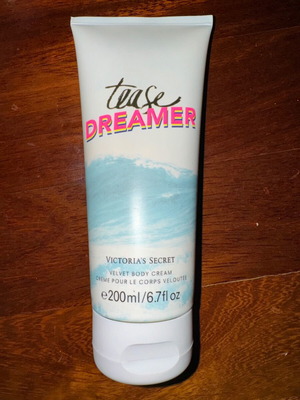 tease
DREAMER
VICTORIA'S SECRET
VELVET BODY CREAM
CRÈME POUR LE CORPS VELOUTÉE
℮200ml/6.7fl oz